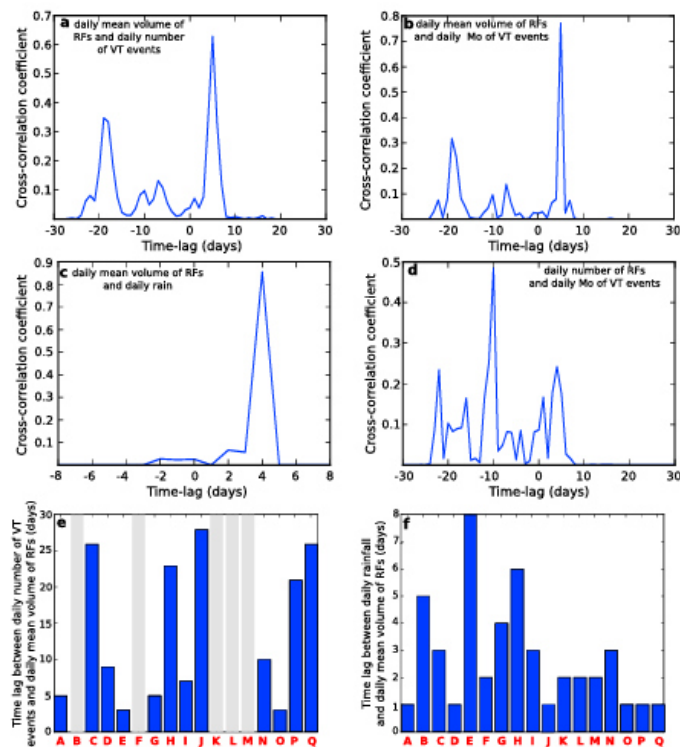 a daily mean volume of
RFs and daily number
of VT events
Cross-correlation coefficient
0.7
0.6
0.5
0.4
0.3
0.2
0.1
-30 -20 -10 0 10 20 30
Time-lag (days)
b daily mean volume of RFs
and daily Mo of VT events
Cross-correlation coefficient
0.8
0.7
0.6
0.5
0.4
0.3
0.2
0.1
-30 -20 -10 0 10 20 30
Time-lag (days)
c daily mean volume of RFs
and daily rain
Cross-correlation coefficient
0.9
0.8
0.7
0.6
0.5
0.4
0.3
0.2
0.1
-8 -6 -4 -2 0 2 4 6 8
Time-lag (days)
d daily number of RFs
and daily Mo of VT events
Cross-correlation coefficient
0.5
0.4
0.3
0.2
0.1
-30 -20 -10 0 10 20 30
Time-lag (days)
e
Time lag between daily number of VT
events and daily mean volume of RFs (days)
30
25
20
15
10
5
0
A B C D E F G H I J K L M N O P Q
f
Time lag between daily rainfall
and daily mean volume of RFs (days)
8
7
6
5
4
3
2
1
0
A B C D E F G H I J K L M N O P Q